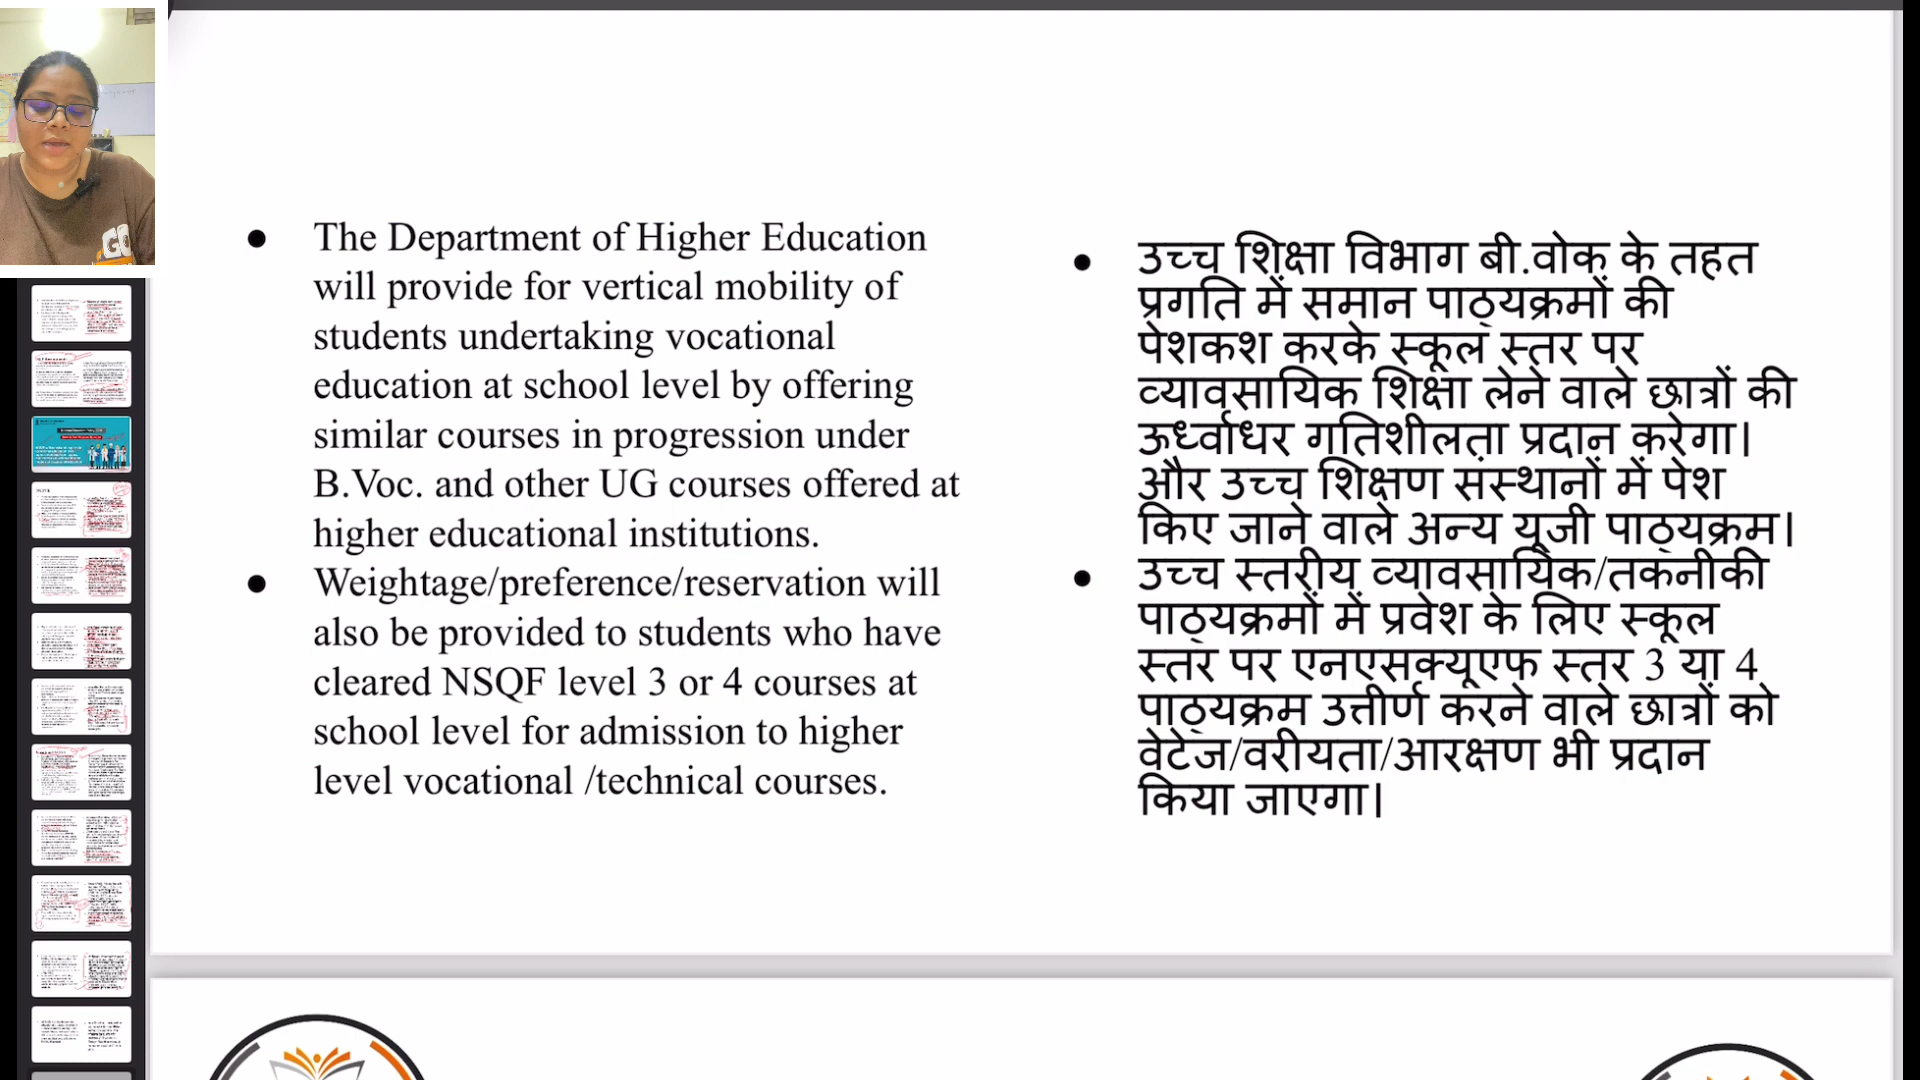 ● The Department of Higher Education
will provide for vertical mobility of
students undertaking vocational
education at school level by offering
similar courses in progression under
B.Voc. and other UG courses offered at
higher educational institutions.
● Weightage/preference/reservation will
also be provided to students who have
cleared NSQF level 3 or 4 courses at
school level for admission to higher
level vocational /technical courses.
● उच्च शिक्षा विभाग बी.वोक के तहत
प्रगति में समान पाठ्यक्रमों की
पेशकश करके स्कूल स्तर पर
व्यावसायिक शिक्षा लेने वाले छात्रों की
ऊर्ध्वाधर गतिशीलता प्रदान करेगा।
और उच्च शिक्षण संस्थानों में पेश
किए जाने वाले अन्य यूजी पाठ्यक्रम।
● उच्च स्तरीय व्यावसायिक/तकनीकी
पाठ्यक्रमों में प्रवेश के लिए स्कूल
स्तर पर एनएसक्यूएफ स्तर 3 या 4
पाठ्यक्रम उत्तीर्ण करने वाले छात्रों को
वेटेज/वरीयता/आरक्षण भी प्रदान
किया जाएगा।
GO